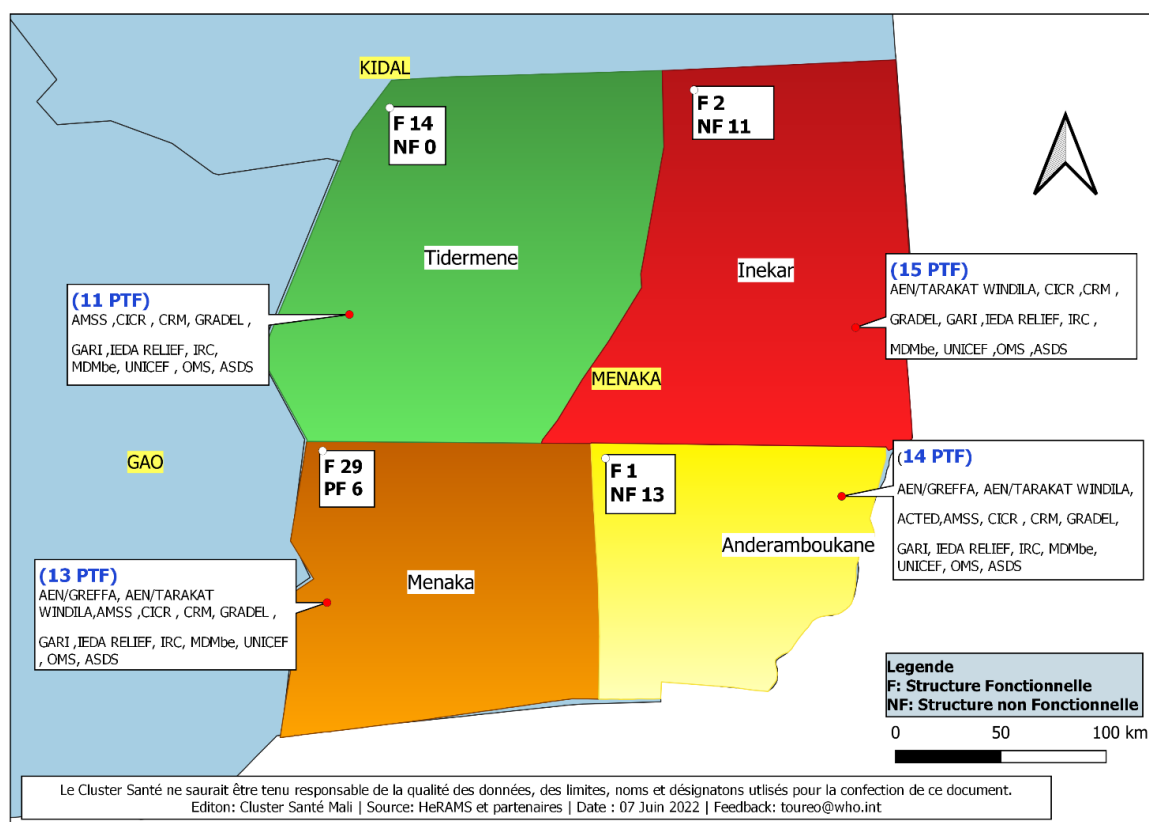 KIDAL
F 14
NF 0
F 2
NF 11
Tidermene
Inekar
(11 PTF)
AMSS ,CICR , CRM, GRADEL ,
GARI ,IEDA RELIEF, IRC,
MDMbe, UNICEF , OMS, ASDS
(15 PTF)
AEN/TARAKAT WINDILA, CICR ,CRM ,
GRADEL, GARI ,IEDA RELIEF, IRC ,
MDMbe, UNICEF ,OMS ,ASDS
MENAKA
GAO
F 29
PF 6
F 1
NF 13
(14 PTF)
AEN/GREFFA, AEN/TARAKAT WINDILA,
ACTED,AMSS, CICR , CRM, GRADEL,
GARI, IEDA RELIEF, IRC, MDMbe,
UNICEF, OMS, ASDS
Anderamboukane
Menaka
(13 PTF)
AEN/GREFFA, AEN/TARAKAT
WINDILA,AMSS ,CICR , CRM, GRADEL ,
GARI ,IEDA RELIEF, IRC, MDMbe, UNICEF
, OMS, ASDS
Legende
F: Structure Fonctionnelle
NF: Structure non Fonctionnelle
0 50 100 km
Le Cluster Santé ne saurait être tenu responsable de la qualité des données, des limites, noms et désignatons utlisés pour la confection de ce document.
Editon: Cluster Santé Mali | Source: HeRAMS et partenaires | Date : 07 Juin 2022 | Feedback: toureo@who.int